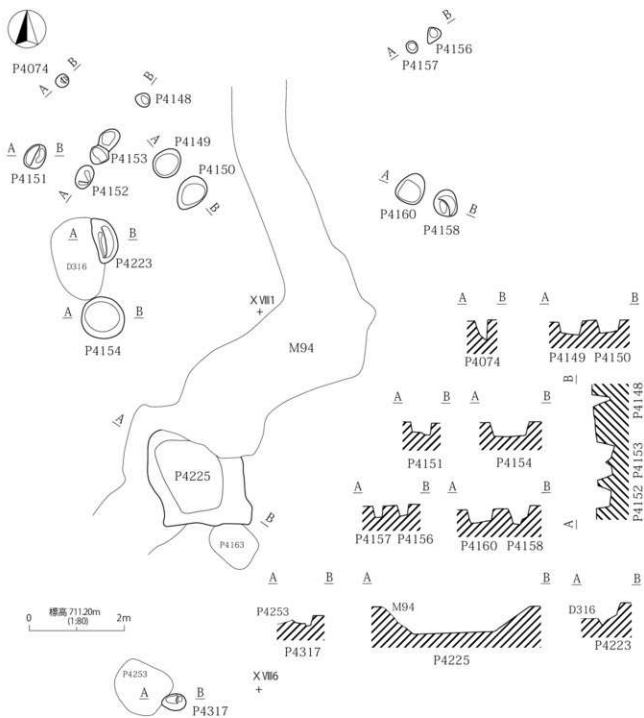 P4074
A B
B
P4148
A B
P4151
P4153
A
P4152
A
P4149
P4150
B
A B
D316
P4223
A B
P4154
A
P4157
B
P4156
A
P4160
P4158
B
XⅧ1
M94
A
P4225
B
P4163
A B
P4074
A B
P4149 P4150
A B
P4151
A B
P4154
B
P4148
P4153
P4152
A
A B
P4157 P4156
A B
P4160 P4158
A B
P4253
P4317
A B
M94
P4225
A B
D316
P4223
標高 711.20m
(1:80)
0 2m
P4253
A B
P4317
XⅧ6